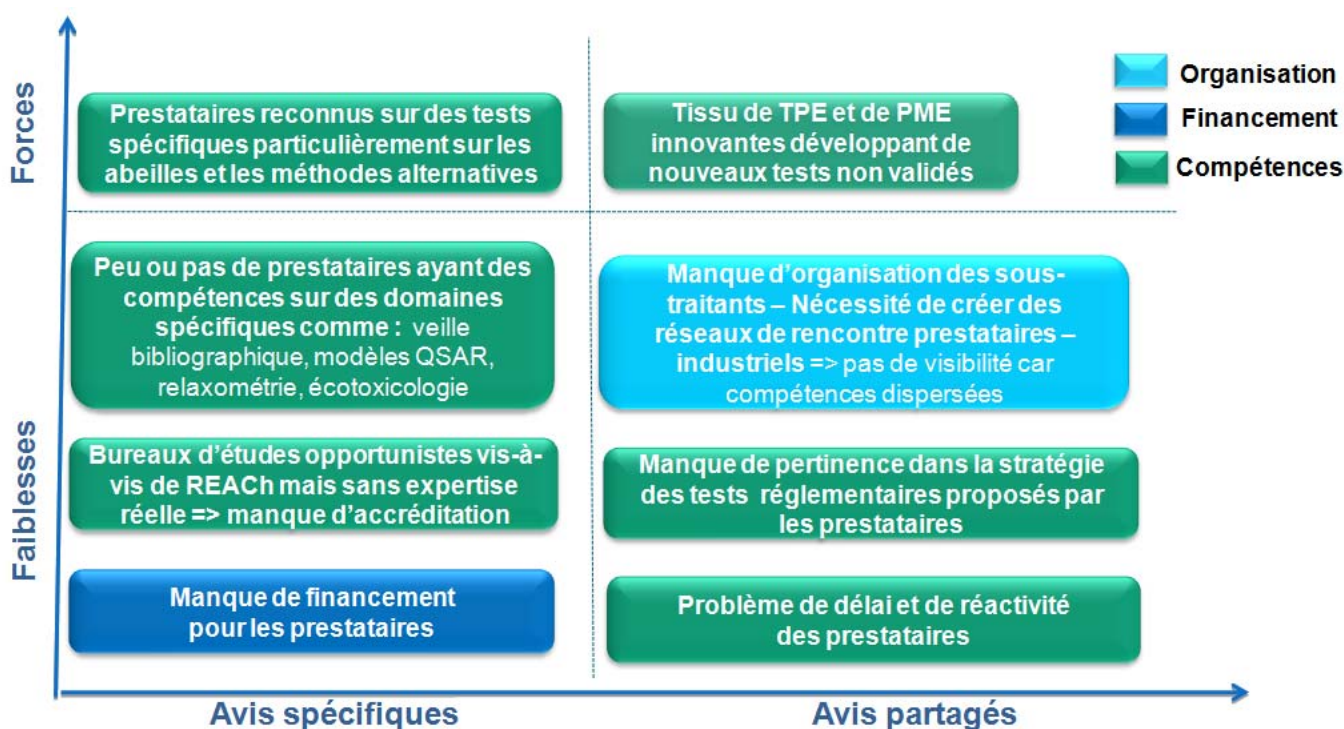 Forces
Prestataires reconnus sur des tests
spécifiques particulièrement sur les
abeilles et les méthodes alternatives
Tissu de TPE et de PME
innovantes développant de
nouveaux tests non validés
Organisation
Financement
Compétences
Faiblesses
Peu ou pas de prestataires ayant des
compétences sur des domaines
spécifiques comme : veille
bibliographique, modèles QSAR,
relaxométrie, écotoxicologie
Manque d'organisation des sous-
traitants – Nécessité de créer des
réseaux de rencontre prestataires –
industriels => pas de visibilité car
compétences dispersées
Bureaux d'études opportunistes vis-à-
vis de REACh mais sans expertise
réelle => manque d'accréditation
Manque de pertinence dans la stratégie
des tests réglementaires proposés par
les prestataires
Manque de financement
pour les prestataires
Problème de délai et de réactivité
des prestataires
Avis spécifiques
Avis partagés